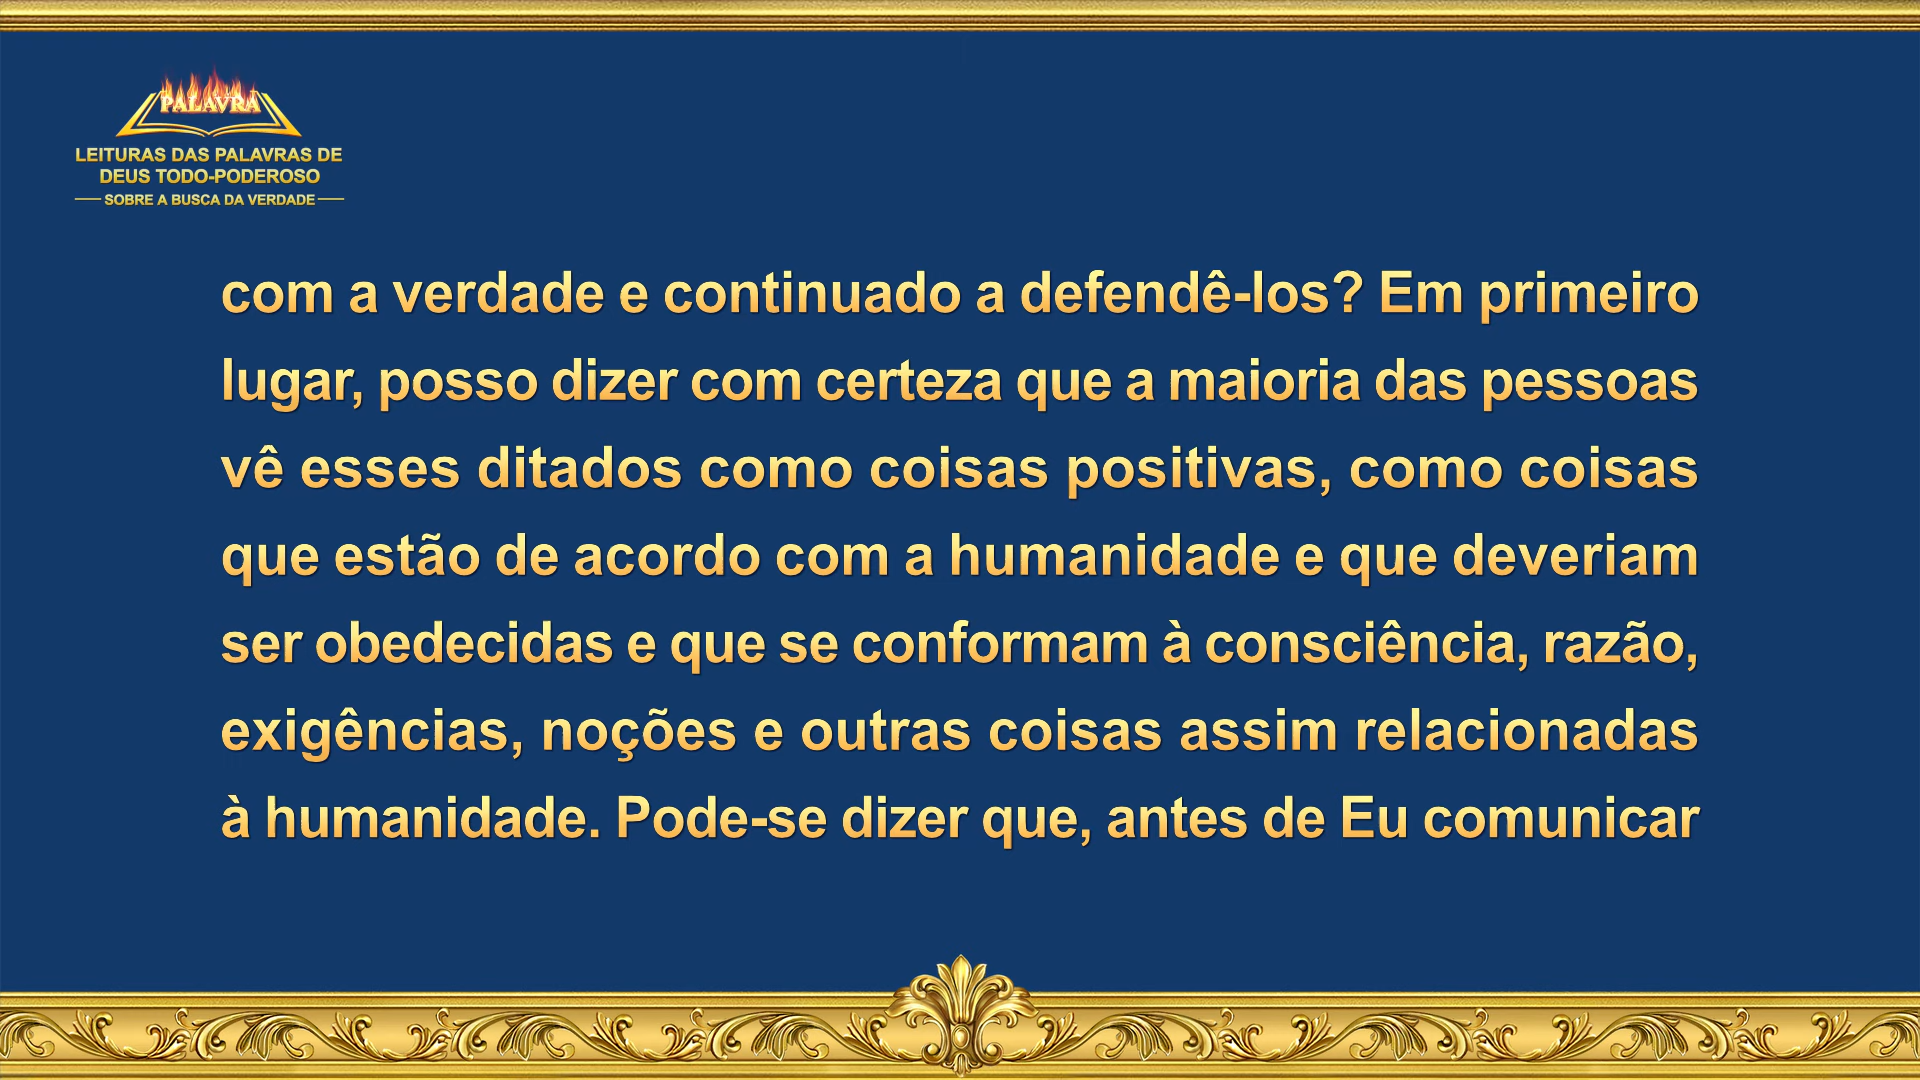 PALAVRA
LEITURAS DAS PALAVRAS DE
DEUS TODO-PODEROSO
SOBRE A BUSCA DA VERDADE
com a verdade e continuado a defendê-los? Em primeiro
lugar, posso dizer com certeza que a maioria das pessoas
vê esses ditados como coisas positivas, como coisas
que estão de acordo com a humanidade e que deveriam
ser obedecidas e que se conformam à consciência, razão,
exigências, noções e outras coisas assim relacionadas
à humanidade. Pode-se dizer que, antes de Eu comunicar